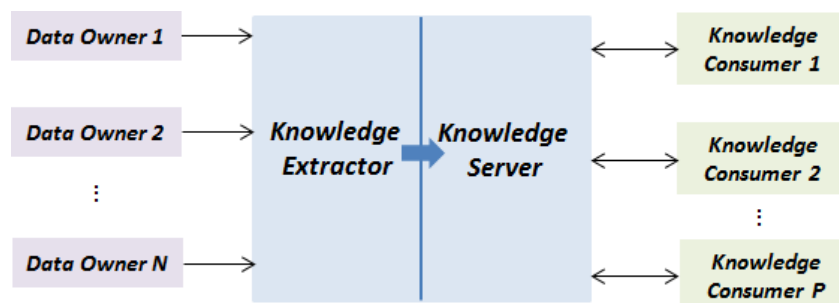 Data Owner 1
Data Owner 2
⋮
Data Owner N
Knowledge
Extractor
Knowledge
Server
Knowledge
Consumer 1
Knowledge
Consumer 2
⋮
Knowledge
Consumer P